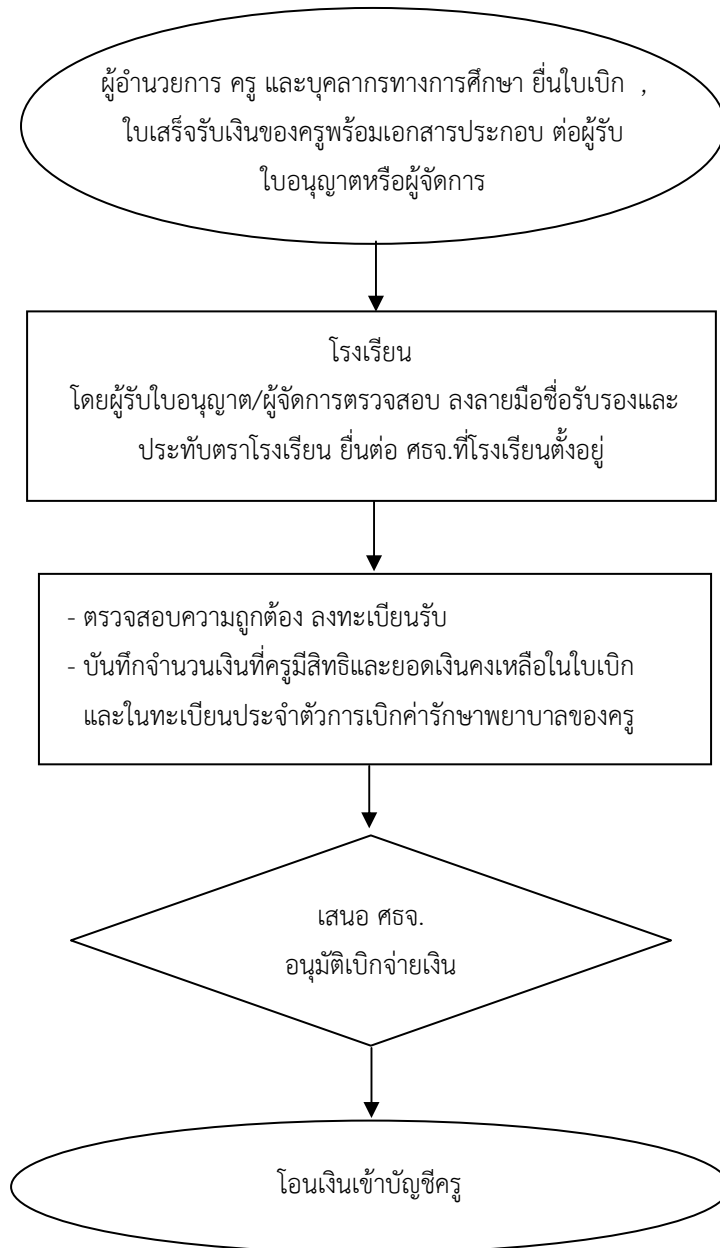 ผู้อำนวยการ ครู และบุคลากรทางการศึกษา ยื่นใบเบิก ,
ใบเสร็จรับเงินของครูพร้อมเอกสารประกอบ ต่อผู้รับ
ใบอนุญาตหรือผู้จัดการ
โรงเรียน
โดยผู้รับใบอนุญาต/ผู้จัดการตรวจสอบ ลงลายมือชื่อรับรองและ
ประทับตราโรงเรียน ยื่นต่อ ศธจ.ที่โรงเรียนตั้งอยู่
- ตรวจสอบความถูกต้อง ลงทะเบียนรับ
- บันทึกจำนวนเงินที่ครูมีสิทธิและยอดเงินคงเหลือในใบเบิก
และในทะเบียนประจำตัวการเบิกค่ารักษาพยาบาลของครู
เสนอ ศธจ.
อนุมัติเบิกจ่ายเงิน
โอนเงินเข้าบัญชีครู